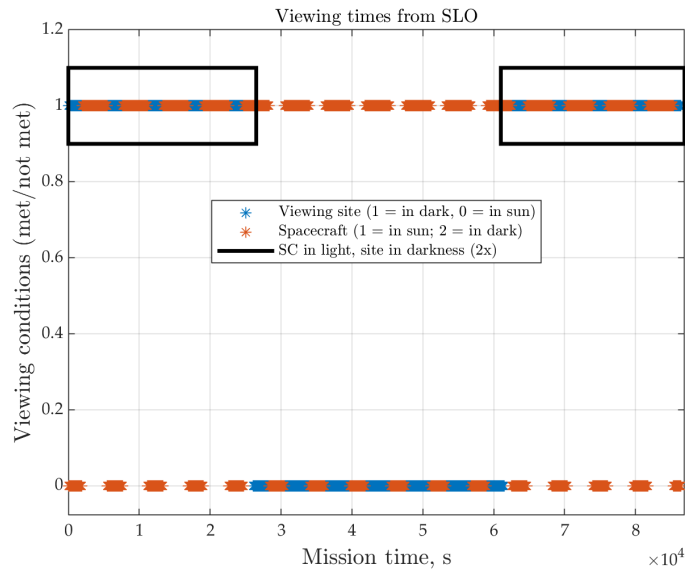 Viewing times from SLO
Viewing conditions (met/not met)
1.2
1
0.8
0.6
0.4
0.2
0
Viewing site (1 = in dark, 0 = in sun)
Spacecraft (1 = in sun; 2 = in dark)
SC in light, site in darkness (2x)
0 1 2 3 4 5 6 7 8
×10⁴
Mission time, s